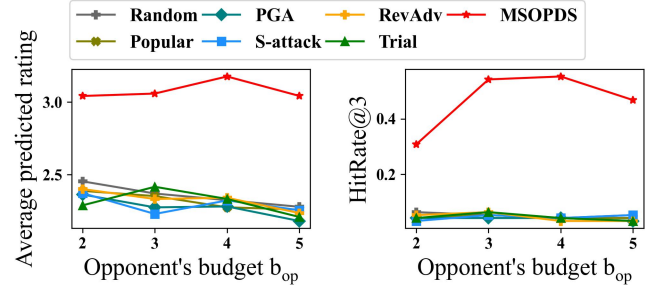 Random PGA RevAdv MSOPDS
Popular S-attack Trial
Average predicted rating
3.0
2.5
2 3 4 5
Opponent's budget b_op
HitRate@3
0.4
0.2
2 3 4 5
Opponent's budget b_op